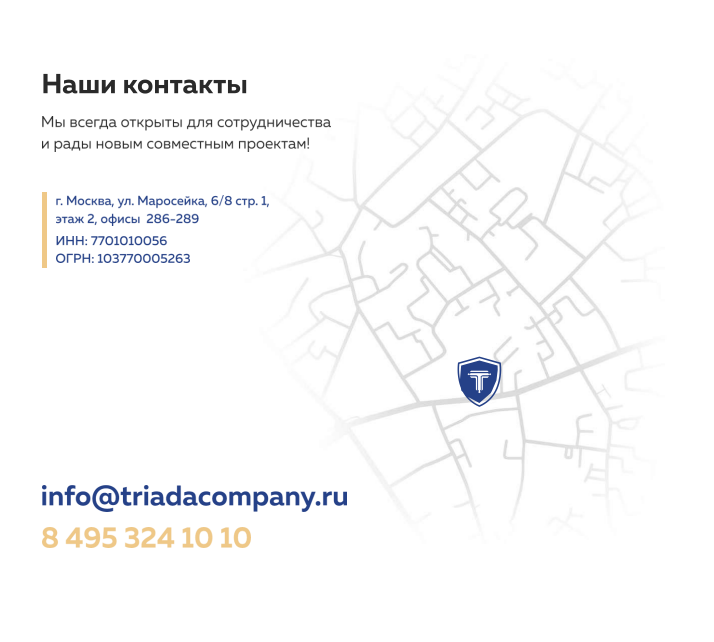 Наши контакты
Мы всегда открыты для сотрудничества
и рады новым совместным проектам!
г. Москва, ул. Маросейка, 6/8 стр. 1,
этаж 2, офисы 286-289
ИНН: 7701010056
ОГРН: 103770005263
info@triadacompany.ru
8 495 324 10 10